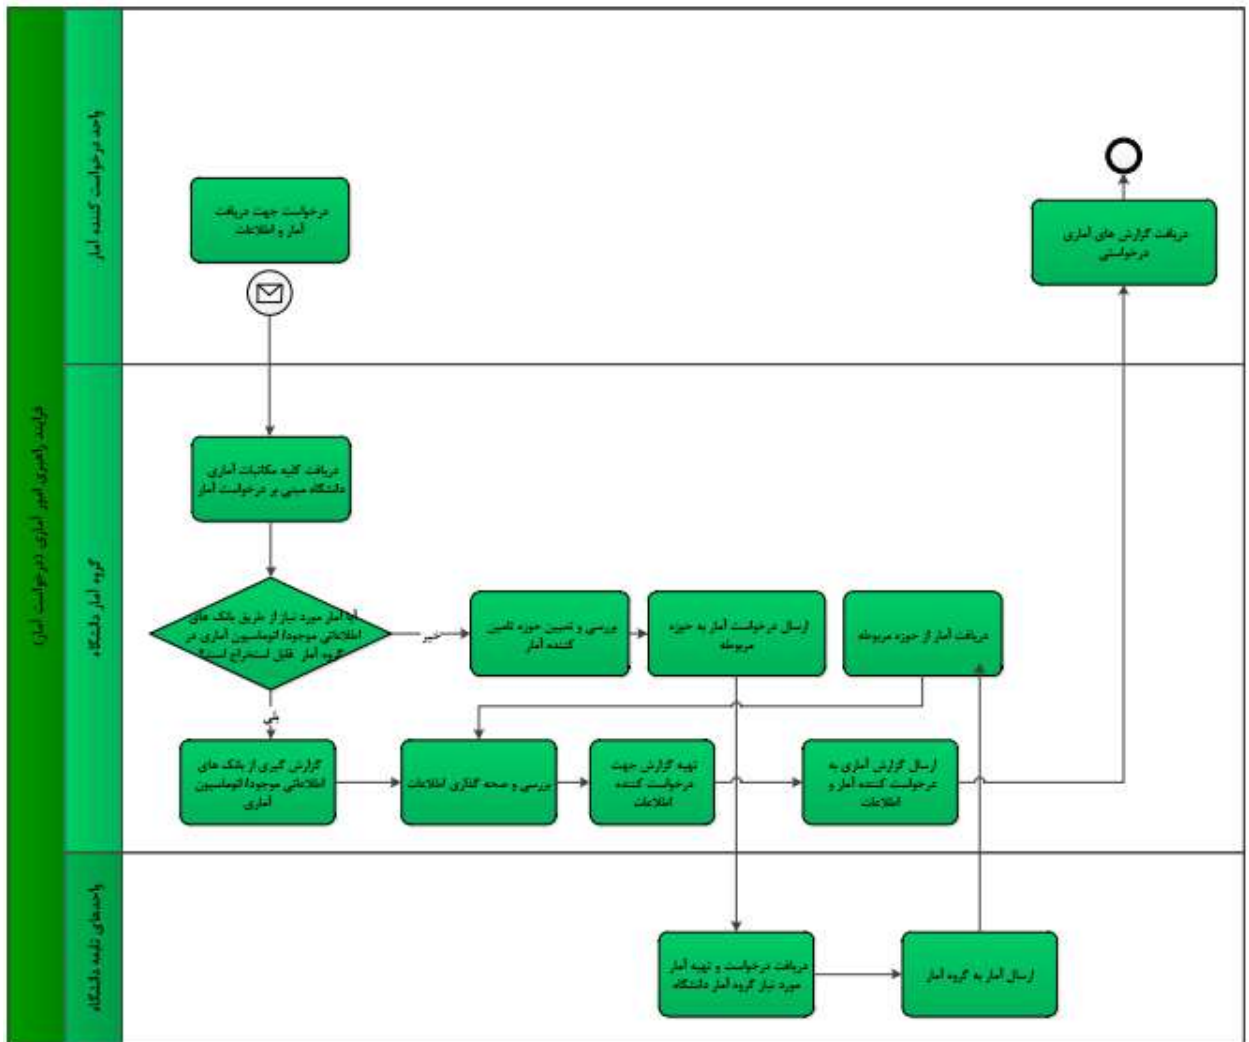 فرایند راهبری امور آماری (درخواست آمار)
واحد درخواست کننده آمار
درخواست جهت دریافت
آمار و اطلاعات
دریافت گزارش های آماری
درخواستی
گروه آمار دانشگاه
دریافت کلیه مکاتبات آماری
دانشگاه مبنی بر درخواست آمار
آیا آمار مورد نیاز از طریق بانک های
اطلاعاتی موجود/ اتوماسیون آماری در
گروه آمار قابل استخراج است؟
خیر
بررسی و تعیین حوزه تامین
کننده آمار
ارسال درخواست آمار به حوزه
مربوطه
دریافت آمار از حوزه مربوطه
بلی
گزارش گیری از بانک های
اطلاعاتی موجود/ اتوماسیون
آماری
بررسی و صحه گذاری اطلاعات
تهیه گزارش جهت
درخواست کننده
اطلاعات
ارسال گزارش آماری به
درخواست کننده آمار و
اطلاعات
واحدهای تابعه دانشگاه
دریافت درخواست و تهیه آمار
مورد نیاز گروه آمار دانشگاه
ارسال آمار به گروه آمار